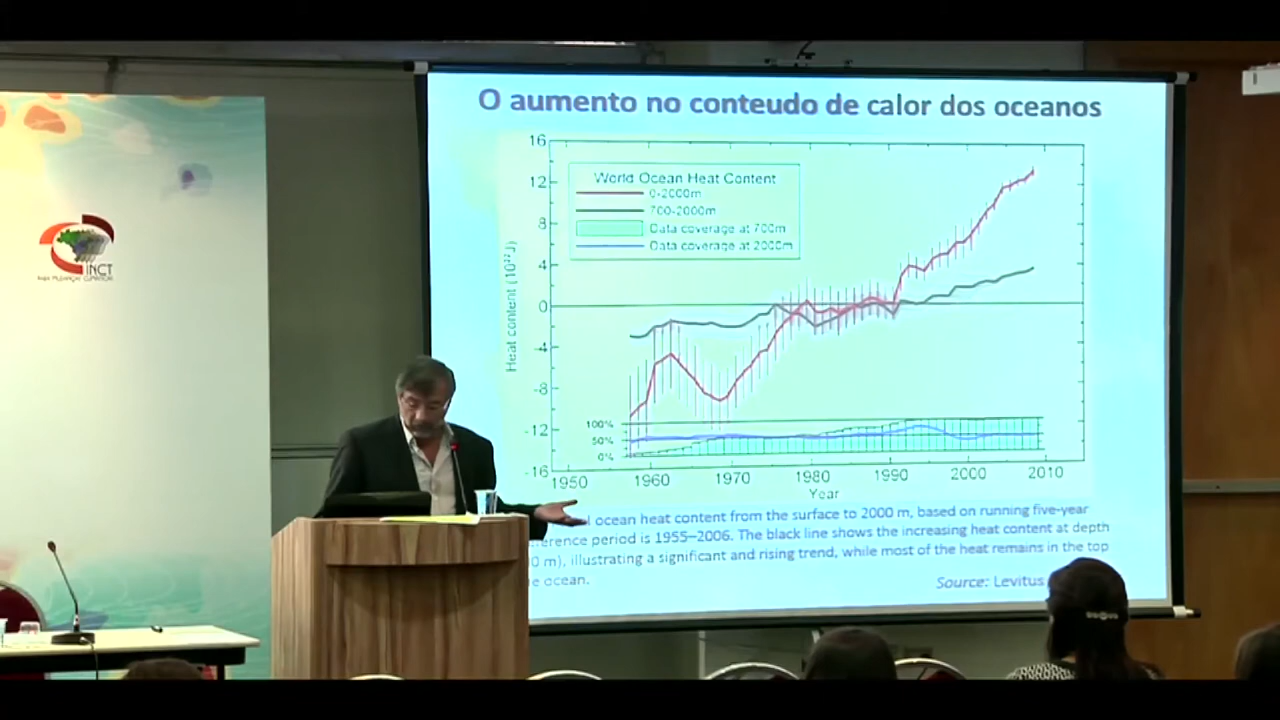 O aumento no conteudo de calor dos oceanos
16
12
8
4
0
-4
-8
-12
-16
Heat content (10²²J)
World Ocean Heat Content
0-2000m
700-2000m
Data coverage at 700m
Data coverage at 2000m
100%
50%
0%
1950 1960 1970 1980 1990 2000 2010
Year
ocean heat content from the surface to 2000 m, based on running five-year
period is 1955–2006. The black line shows the increasing heat content at depth
0 m), illustrating a significant and rising trend, while most of the heat remains in the top
e ocean.
Source: Levitus
INCT
PARA MUDANÇAS CLIMÁTICAS